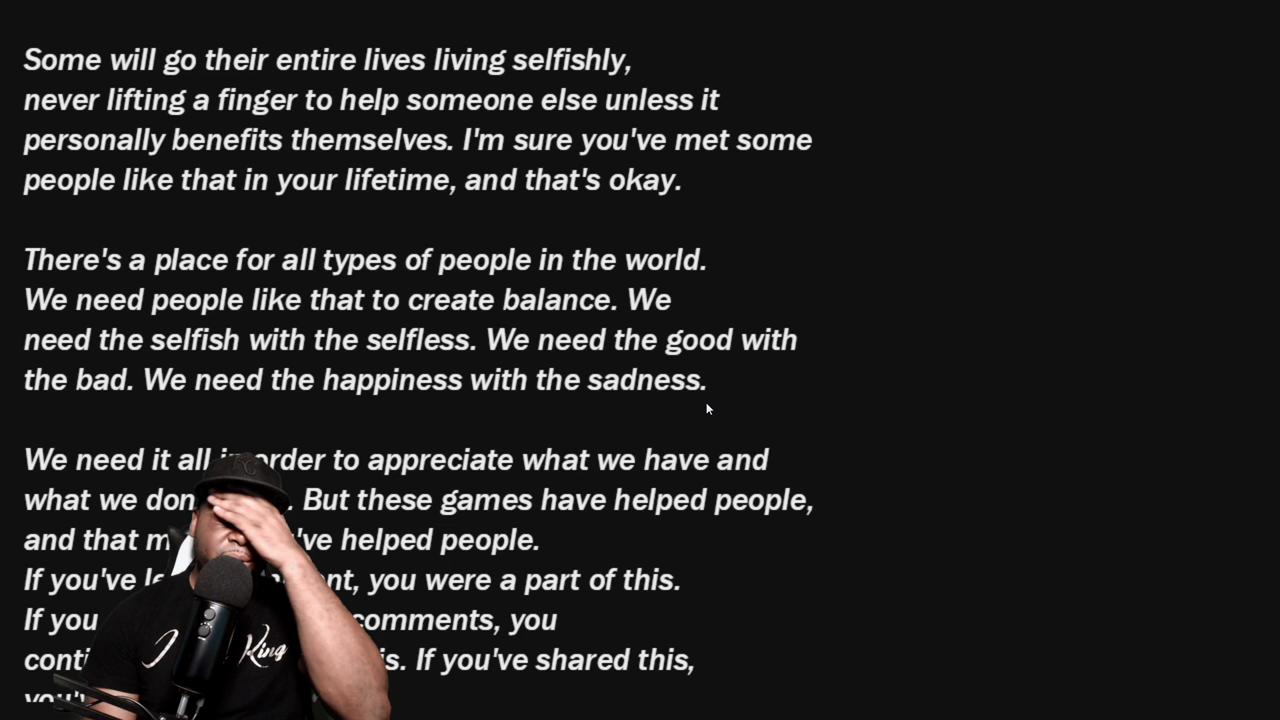 Some will go their entire lives living selfishly,
never lifting a finger to help someone else unless it
personally benefits themselves. I'm sure you've met some
people like that in your lifetime, and that's okay.
There's a place for all types of people in the world.
We need people like that to create balance. We
need the selfish with the selfless. We need the good with
the bad. We need the happiness with the sadness.
We need it all order to appreciate what we have and
what we But these games have helped people,
and that helped people.
If you've you were a part of this.
If you comments, you
If you've shared this,
King